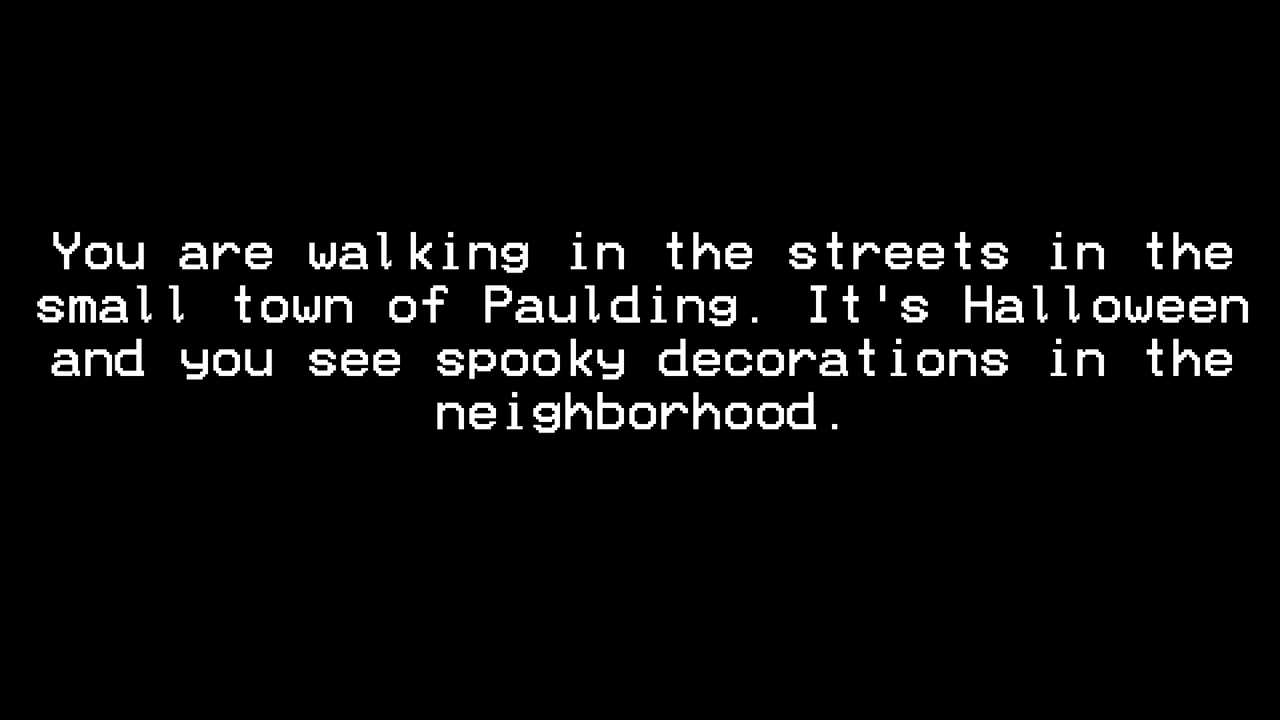 You are walking in the streets in the
small town of Paulding. It's Halloween
and you see spooky decorations in the
neighborhood.